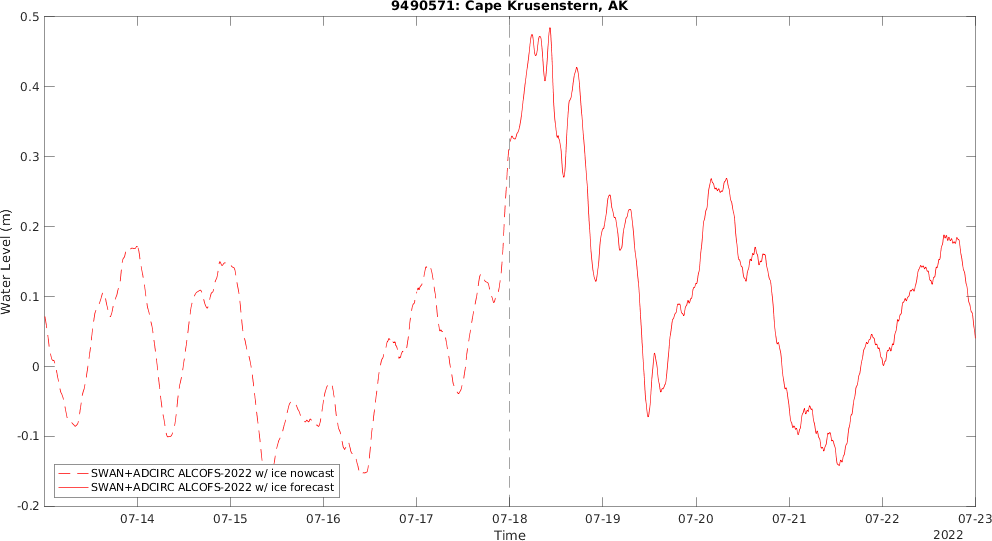 9490571: Cape Krusenstern, AK
0.5
0.4
0.3
0.2
0.1
0
-0.1
-0.2
Water Level (m)
SWAN+ADCIRC ALCOFS-2022 w/ ice nowcast
SWAN+ADCIRC ALCOFS-2022 w/ ice forecast
07-14 07-15 07-16 07-17 07-18 07-19 07-20 07-21 07-22 07-23
Time
2022